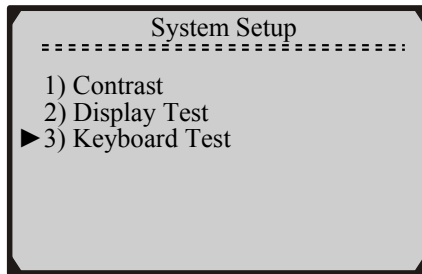 System Setup
1) Contrast
2) Display Test
3) Keyboard Test